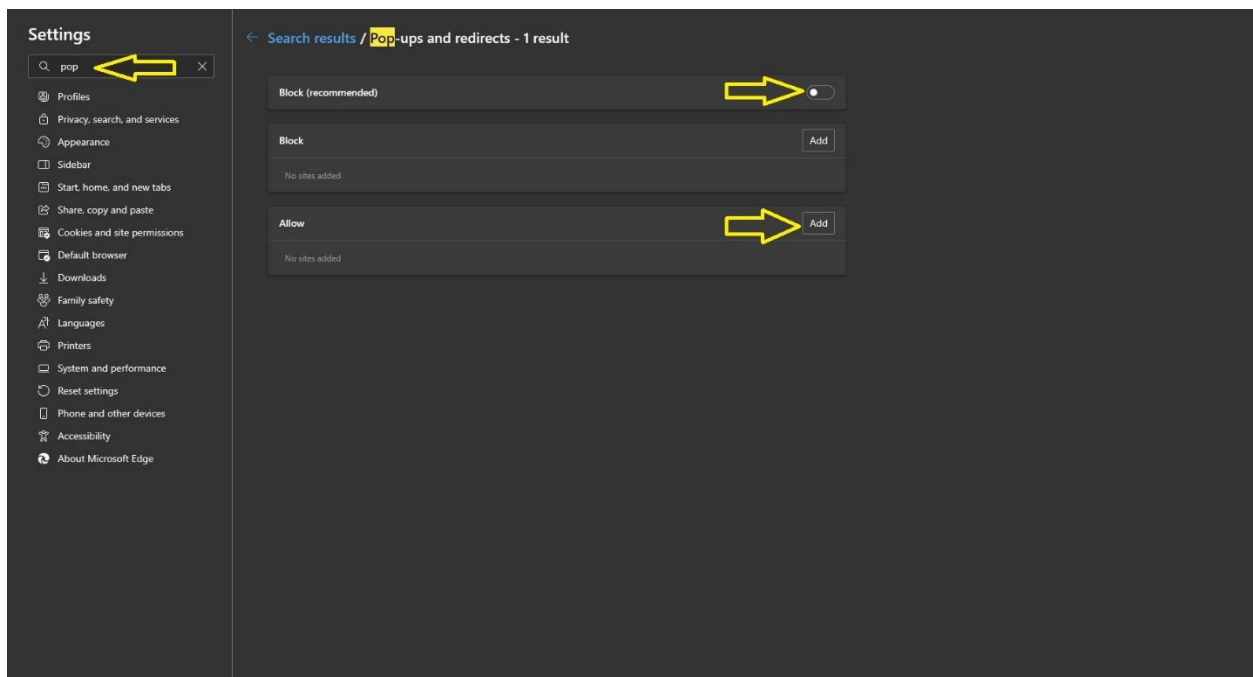 Settings
pop
Profiles
Privacy, search, and services
Appearance
Sidebar
Start, home, and new tabs
Share, copy and paste
Cookies and site permissions
Default browser
Downloads
Family safety
Languages
Printers
System and performance
Reset settings
Phone and other devices
Accessibility
About Microsoft Edge
Search results / Pop-ups and redirects - 1 result
Block (recommended)
Block Add
No sites added
Allow Add
No sites added